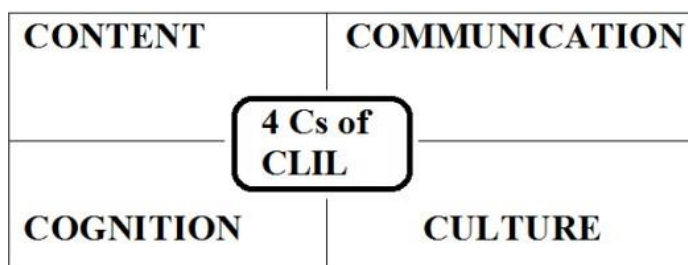 CONTENT
COMMUNICATION
4 Cs of
CLIL
COGNITION
CULTURE